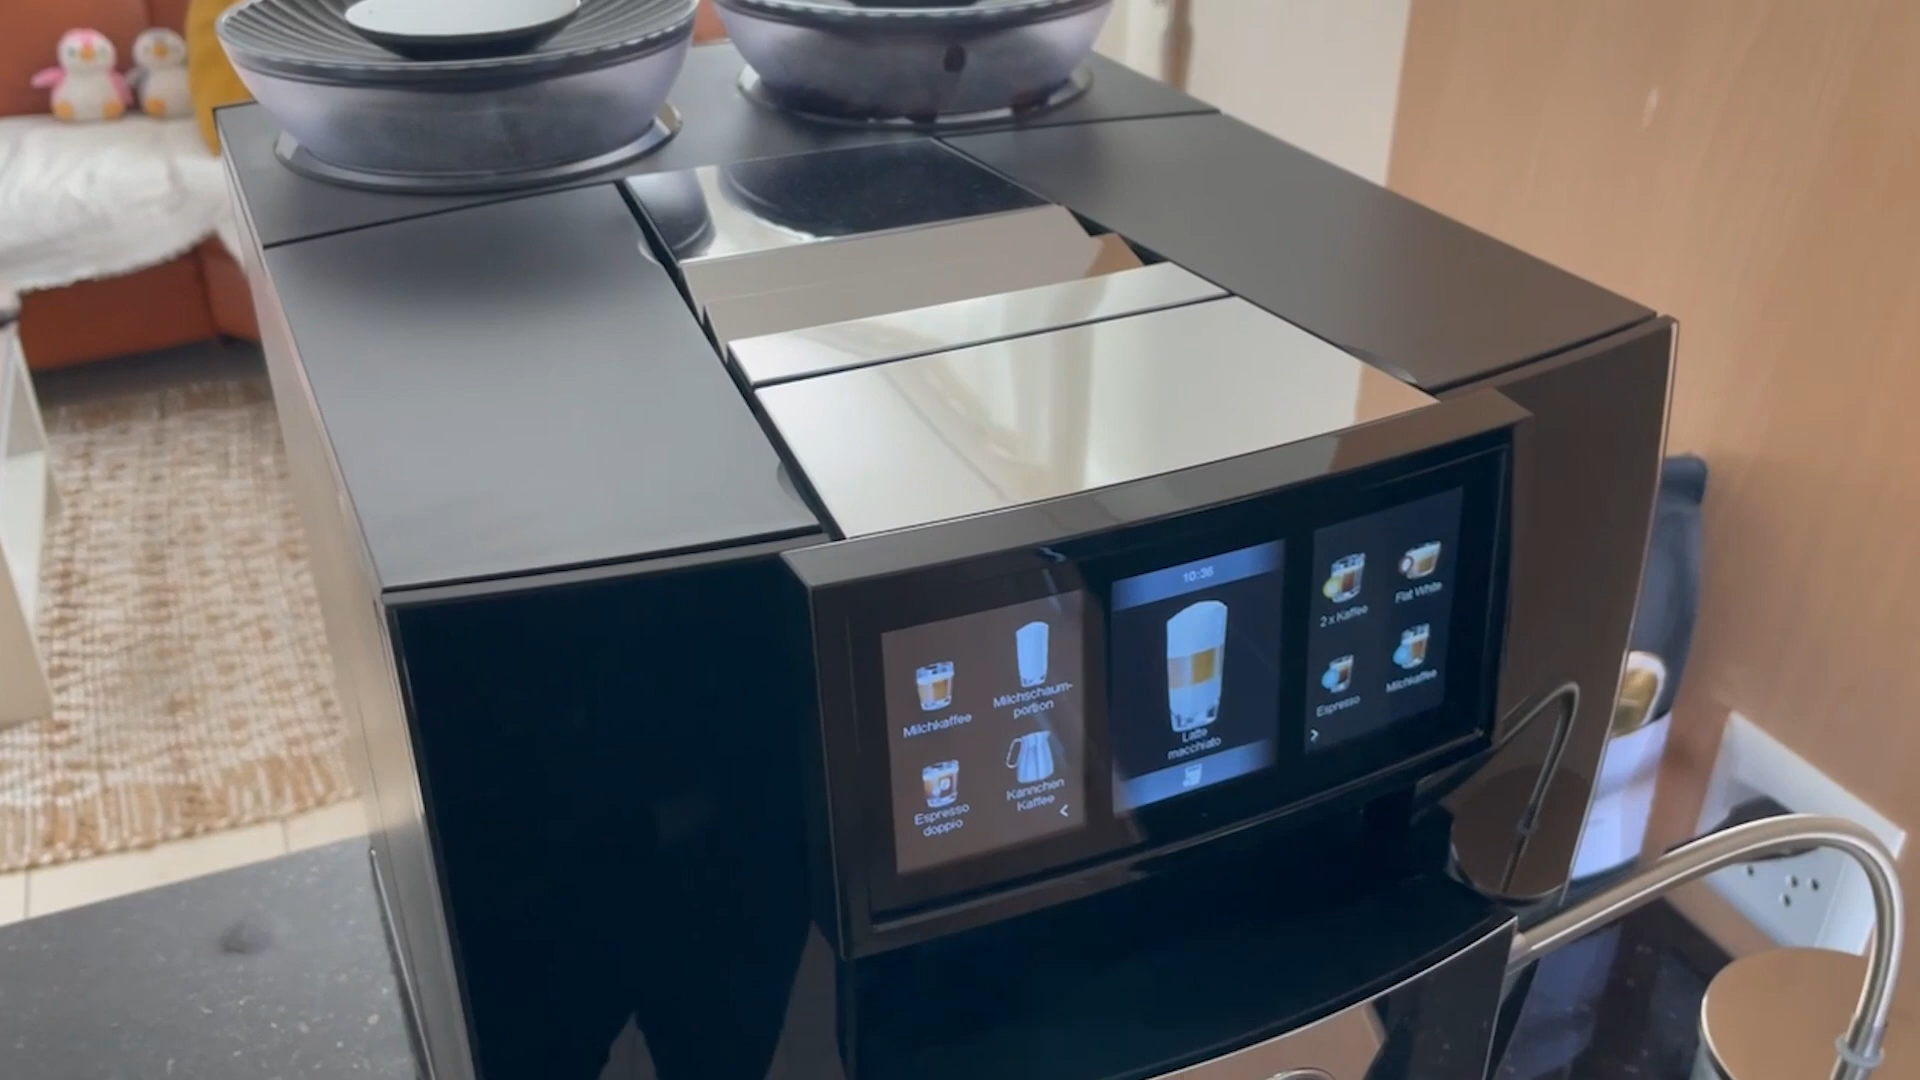 10:36
Milchkaffee
Milchschaum-
portion
Espresso
doppio
Kännchen
Kaffee
<
Latte
macchiato
2 x Kaffee
Flat White
Espresso
Milchkaffee
>